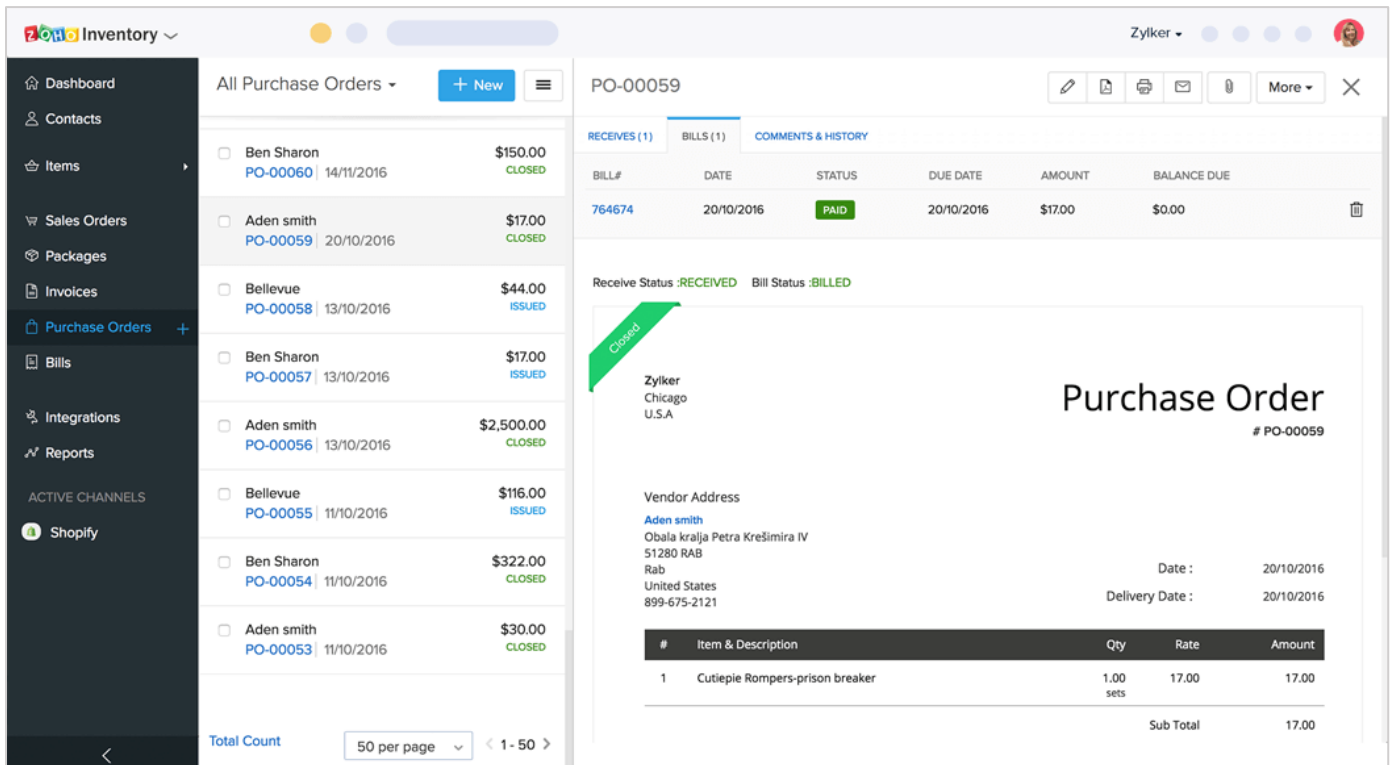 ZOHO Inventory
Zylker
Dashboard
Contacts
Items
Sales Orders
Packages
Invoices
Purchase Orders +
Bills
Integrations
Reports
ACTIVE CHANNELS
Shopify
All Purchase Orders
+ New
Ben Sharon $150.00
PO-00060 14/11/2016 CLOSED
Aden smith $17.00
PO-00059 20/10/2016 CLOSED
Bellevue $44.00
PO-00058 13/10/2016 ISSUED
Ben Sharon $17.00
PO-00057 13/10/2016 ISSUED
Aden smith $2,500.00
PO-00056 13/10/2016 CLOSED
Bellevue $116.00
PO-00055 11/10/2016 ISSUED
Ben Sharon $322.00
PO-00054 11/10/2016 CLOSED
Aden smith $30.00
PO-00053 11/10/2016 CLOSED
Total Count 50 per page < 1 - 50 >
PO-00059
More
RECEIVES (1) BILLS (1) COMMENTS & HISTORY
BILL# DATE STATUS DUE DATE AMOUNT BALANCE DUE
764674 20/10/2016 PAID 20/10/2016 $17.00 $0.00
Receive Status :RECEIVED Bill Status :BILLED
Closed
Zylker
Chicago
U.S.A
Purchase Order
# PO-00059
Vendor Address
Aden smith
Obala kralja Petra Krešimira IV
51280 RAB
Rab
United States
899-675-2121
Date : 20/10/2016
Delivery Date : 20/10/2016
# Item & Description Qty Rate Amount
1 Cutiepie Rompers-prison breaker 1.00 17.00 17.00
sets
Sub Total 17.00